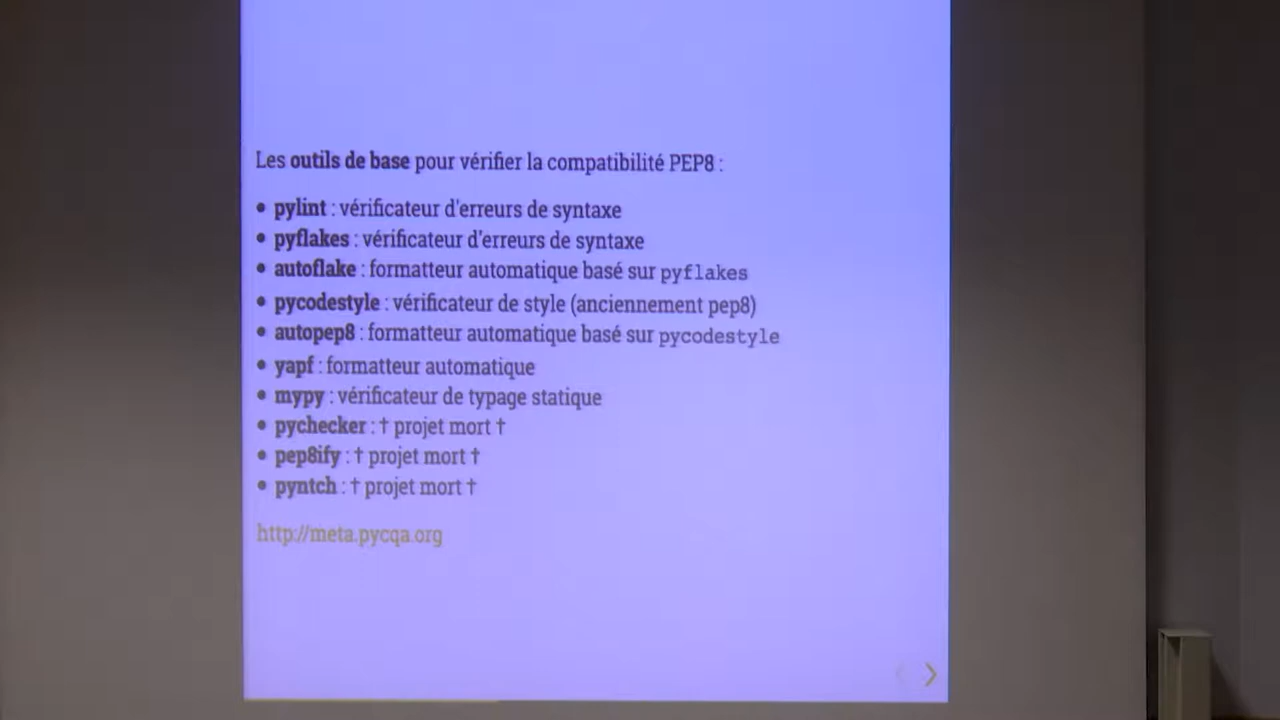 Les outils de base pour vérifier la compatibilité PEP8 :
• pylint : vérificateur d'erreurs de syntaxe
• pyflakes : vérificateur d'erreurs de syntaxe
• autoflake : formatteur automatique basé sur pyflakes
• pycodestyle : vérificateur de style (anciennement pep8)
• autopep8 : formatteur automatique basé sur pycodestyle
• yapf : formatteur automatique
• mypy : vérificateur de typage statique
• pychecker : † projet mort †
• pep8ify : † projet mort †
• pyntch : † projet mort †
http://meta.pycqa.org